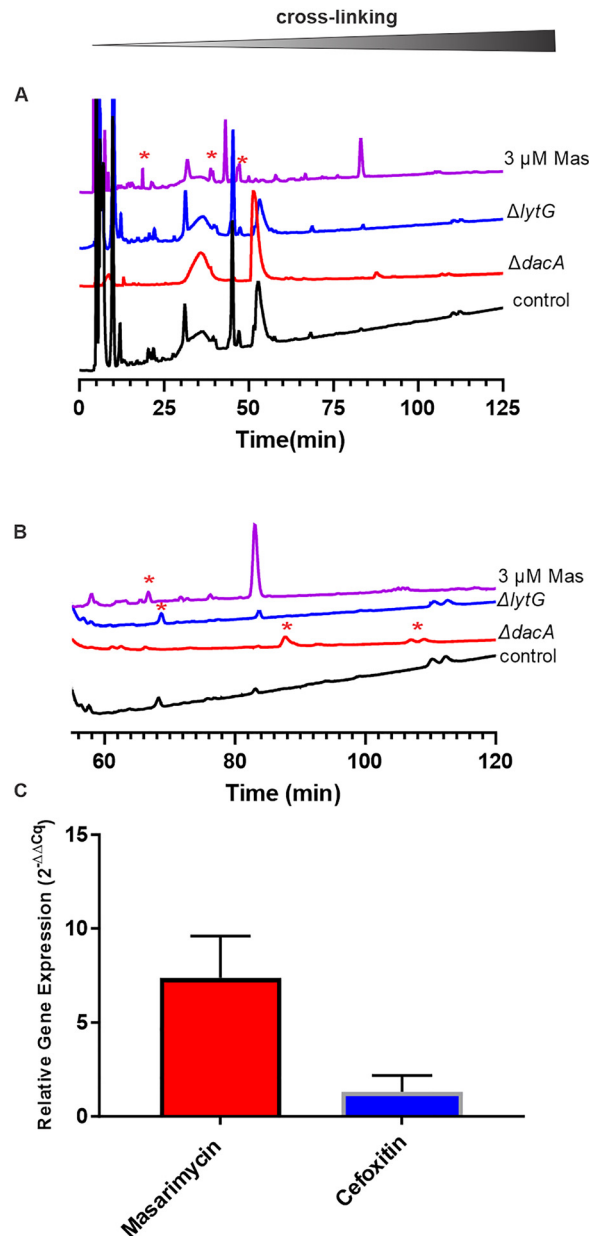 cross-linking
A
* * *
3 µM Mas
ΔlytG
ΔdacA
control
0 25 50 75 100 125
Time(min)
B
*
3 µM Mas
*
ΔlytG
* *
ΔdacA
control
60 80 100 120
Time (min)
C
Relative Gene Expression (2^-ΔΔCq)
15
10
5
0
Masarimycin
Cefoxitin